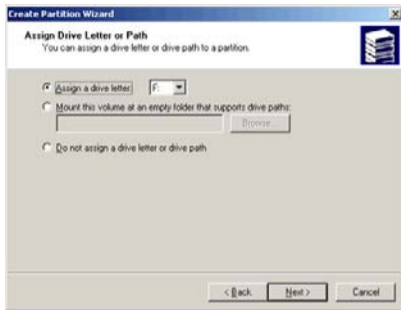 Create Partition Wizard
Assign Drive Letter or Path
You can assign a drive letter or drive path to a partition.
Assign a drive letter: F:
Mount this volume at an empty folder that supports drive paths:
Browse...
Do not assign a drive letter or drive path
< Back Next > Cancel